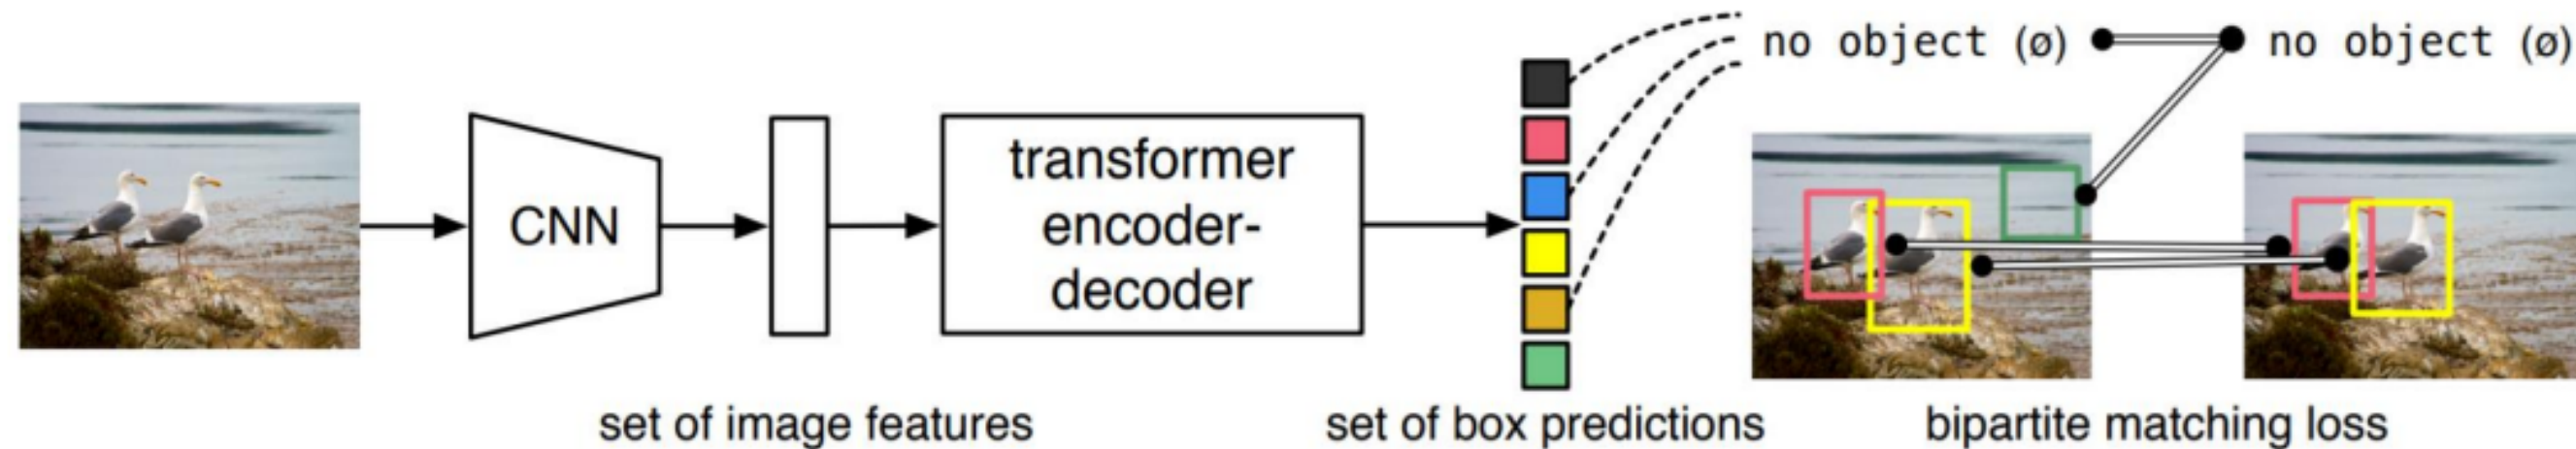 no object (ø)
no object (ø)
CNN
transformer
encoder-
decoder
set of image features
set of box predictions
bipartite matching loss